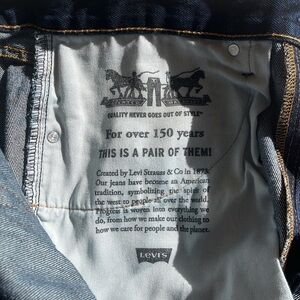 QUALITY NEVER GOES OUT OF STYLE®
For over 150 years
THIS IS A PAIR OF THEM!
Created by Levi Strauss & Co in 1873.
Our jeans have become an American
tradition, symbolizing the spirit of
the west to people all over the world.
Progress is woven into everything we
do, from how we make our clothing to
how we care for people and the planet.
LEVI'S